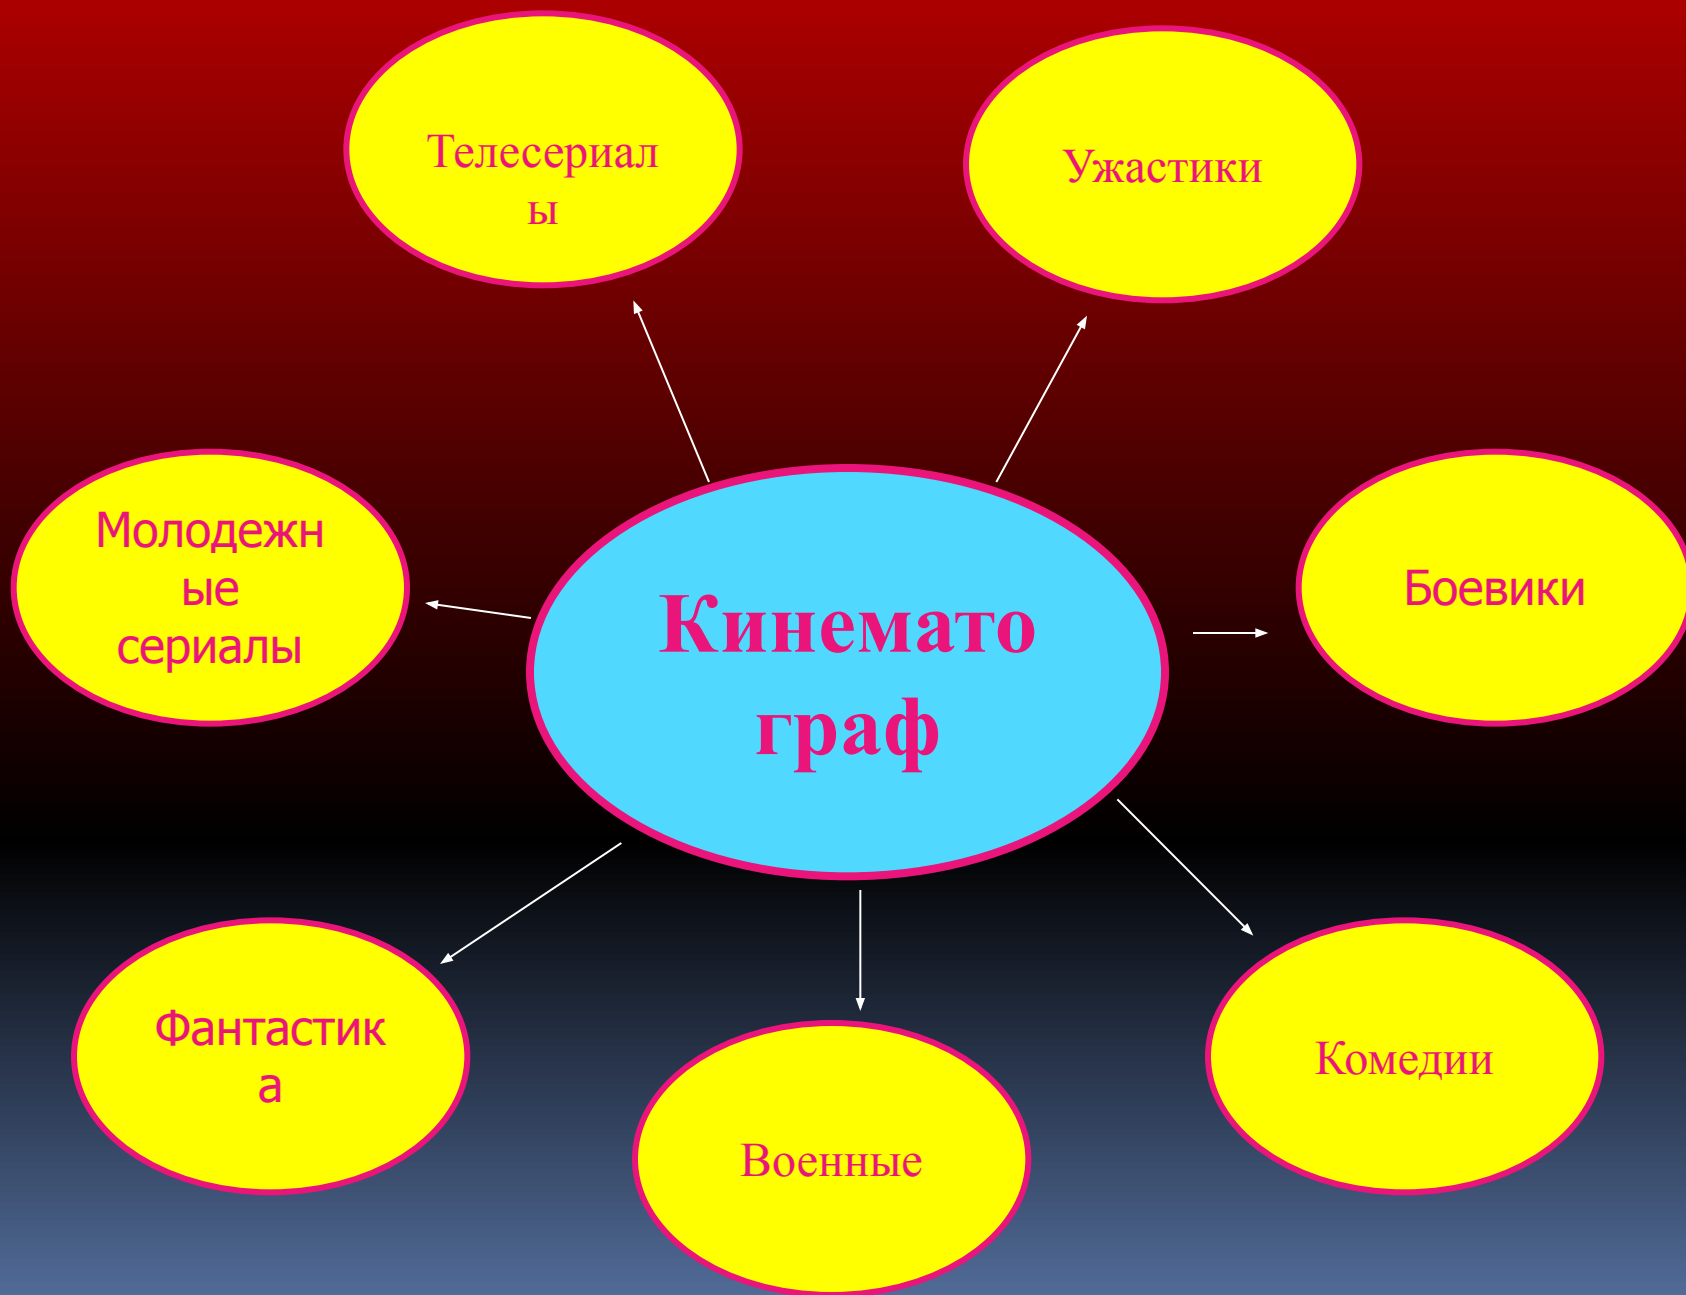 Телесериал
ы
Ужастики
Молодежн
ые
сериалы
Кинемато
граф
Боевики
Фантастик
а
Военные
Комедии